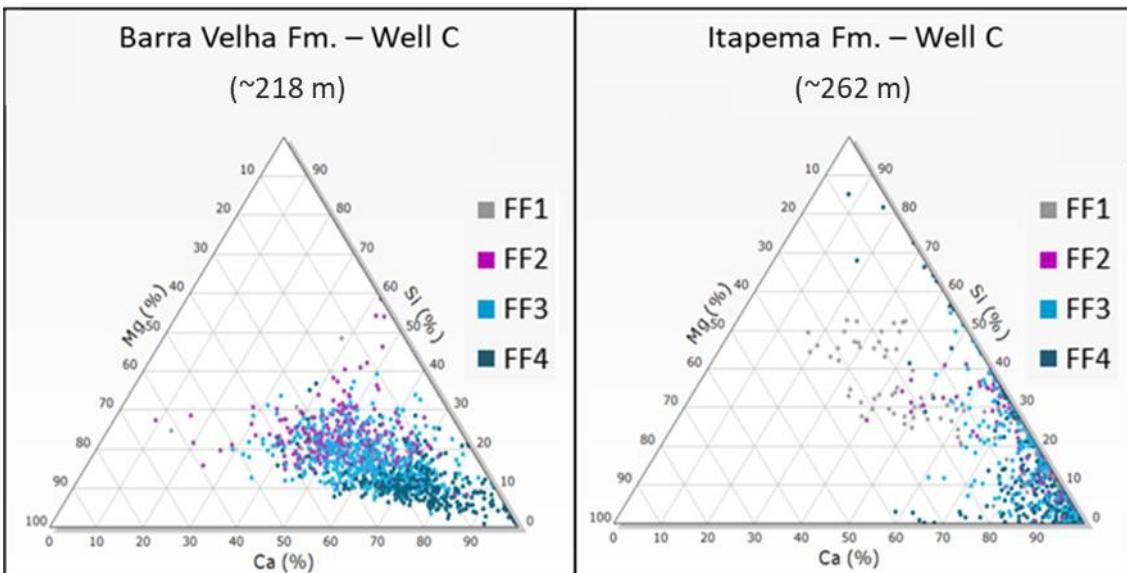 Barra Velha Fm. – Well C
(~218 m)
10 90
20 80
30 70
40 60
50 50
60 40
70 30
80 20
90 10
100 0
Mg (%)
Si (%)
0 10 20 30 40 50 60 70 80 90
Ca (%)
FF1
FF2
FF3
FF4
Itapema Fm. – Well C
(~262 m)
10 90
20 80
30 70
40 60
50 50
60 40
70 30
80 20
90 10
100 0
Mg (%)
Si (%)
0 10 20 30 40 50 60 70 80 90
Ca (%)
FF1
FF2
FF3
FF4